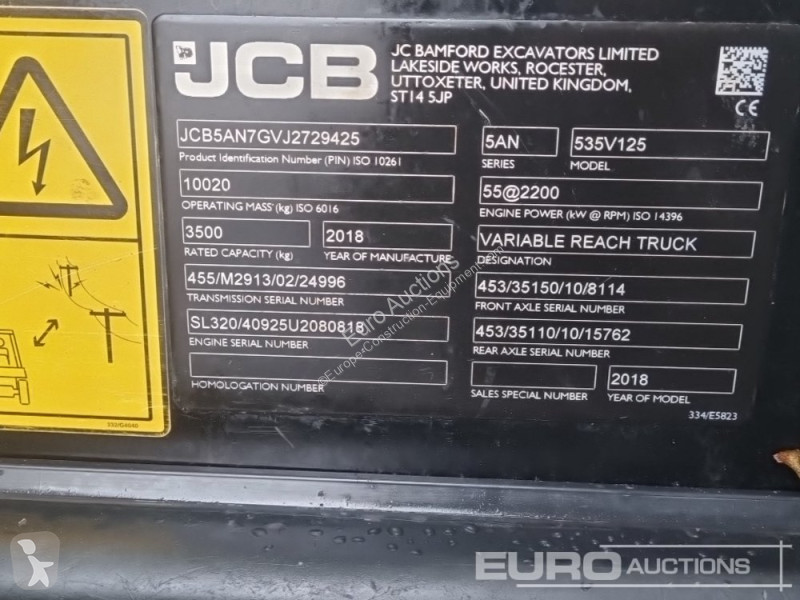 JCB
JC BAMFORD EXCAVATORS LIMITED
LAKESIDE WORKS, ROCESTER,
UTTOXETER, UNITED KINGDOM,
ST14 5JP
CE
JCB5AN7GVJ2729425
Product Identification Number (PIN) ISO 10261
5AN
SERIES
535V125
MODEL
10020
OPERATING MASS (kg) ISO 6016
55@2200
ENGINE POWER (kW @ RPM) ISO 14396
3500
RATED CAPACITY (kg)
2018
YEAR OF MANUFACTURE
VARIABLE REACH TRUCK
DESIGNATION
455/M2913/02/24996
TRANSMISSION SERIAL NUMBER
453/35150/10/8114
FRONT AXLE SERIAL NUMBER
SL320/40925U2080818
ENGINE SERIAL NUMBER
453/35110/10/15762
REAR AXLE SERIAL NUMBER
HOMOLOGATION NUMBER
SALES SPECIAL NUMBER
2018
YEAR OF MODEL
334/E5823
Euro Auctions
©Europe-Construction-Equipment.com
EURO AUCTIONS